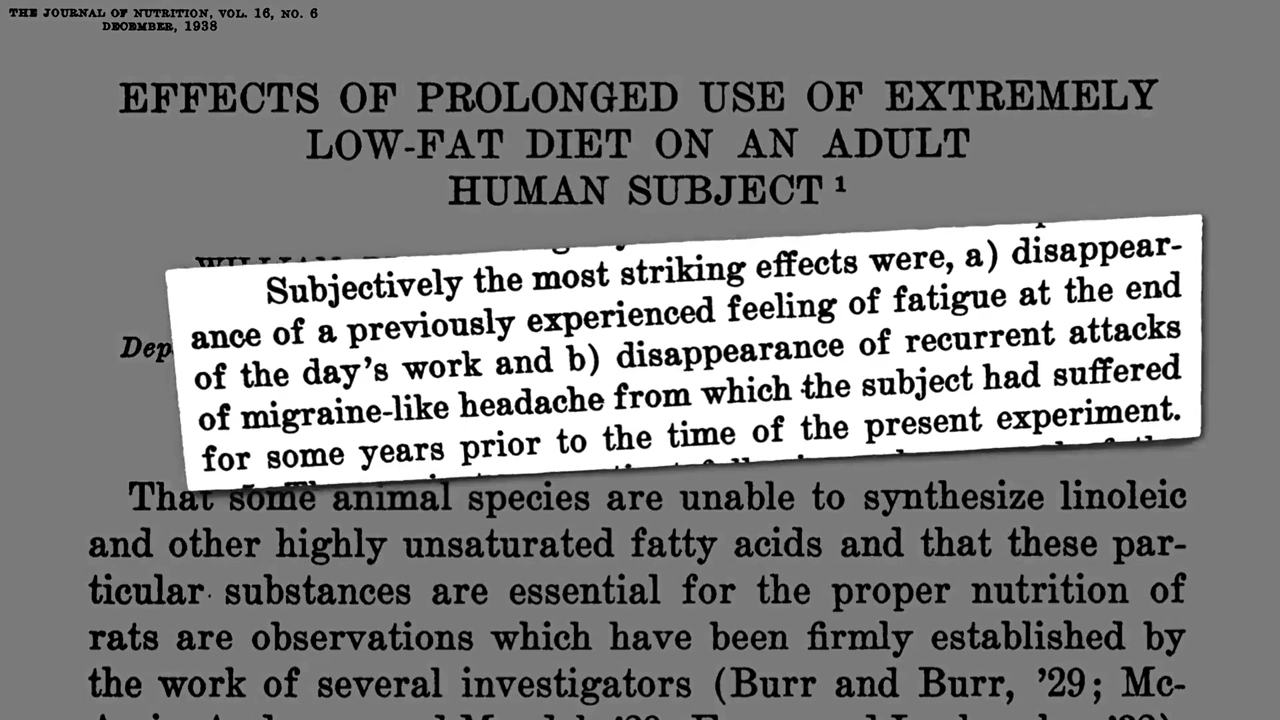 THE JOURNAL OF NUTRITION, VOL. 16, NO. 6
DECEMBER, 1938
EFFECTS OF PROLONGED USE OF EXTREMELY
LOW-FAT DIET ON AN ADULT
HUMAN SUBJECT ¹
Subjectively the most striking effects were, a) disappear-
ance of a previously experienced feeling of fatigue at the end
of the day's work and b) disappearance of recurrent attacks
of migraine-like headache from which the subject had suffered
for some years prior to the time of the present experiment.
Dep
That some animal species are unable to synthesize linoleic
and other highly unsaturated fatty acids and that these par-
ticular substances are essential for the proper nutrition of
rats are observations which have been firmly established by
the work of several investigators (Burr and Burr, '29; Mc-